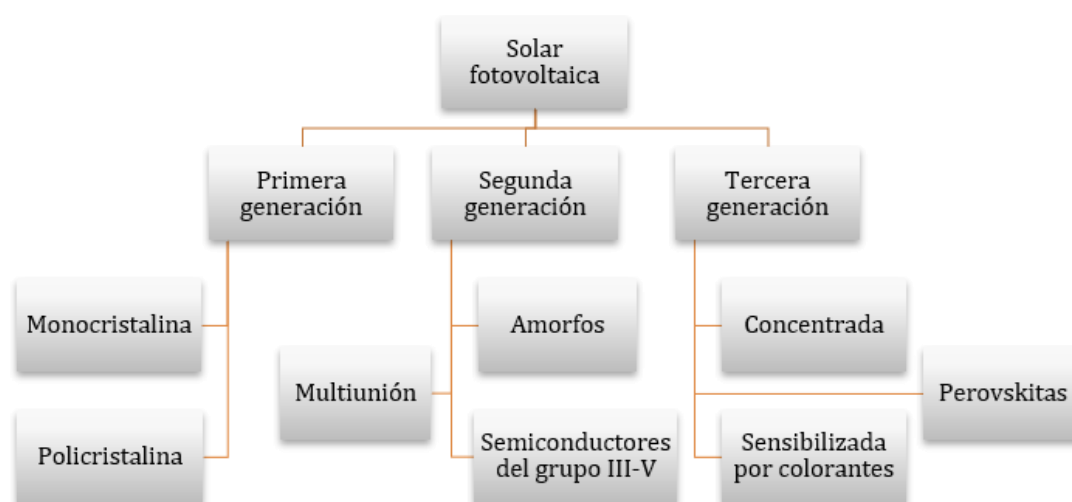 Solar
fotovoltaica
Primera
generación
Segunda
generación
Tercera
generación
Monocristalina
Amorfos
Concentrada
Multiunión
Perovskitas
Policristalina
Semiconductores
del grupo III-V
Sensibilizada
por colorantes